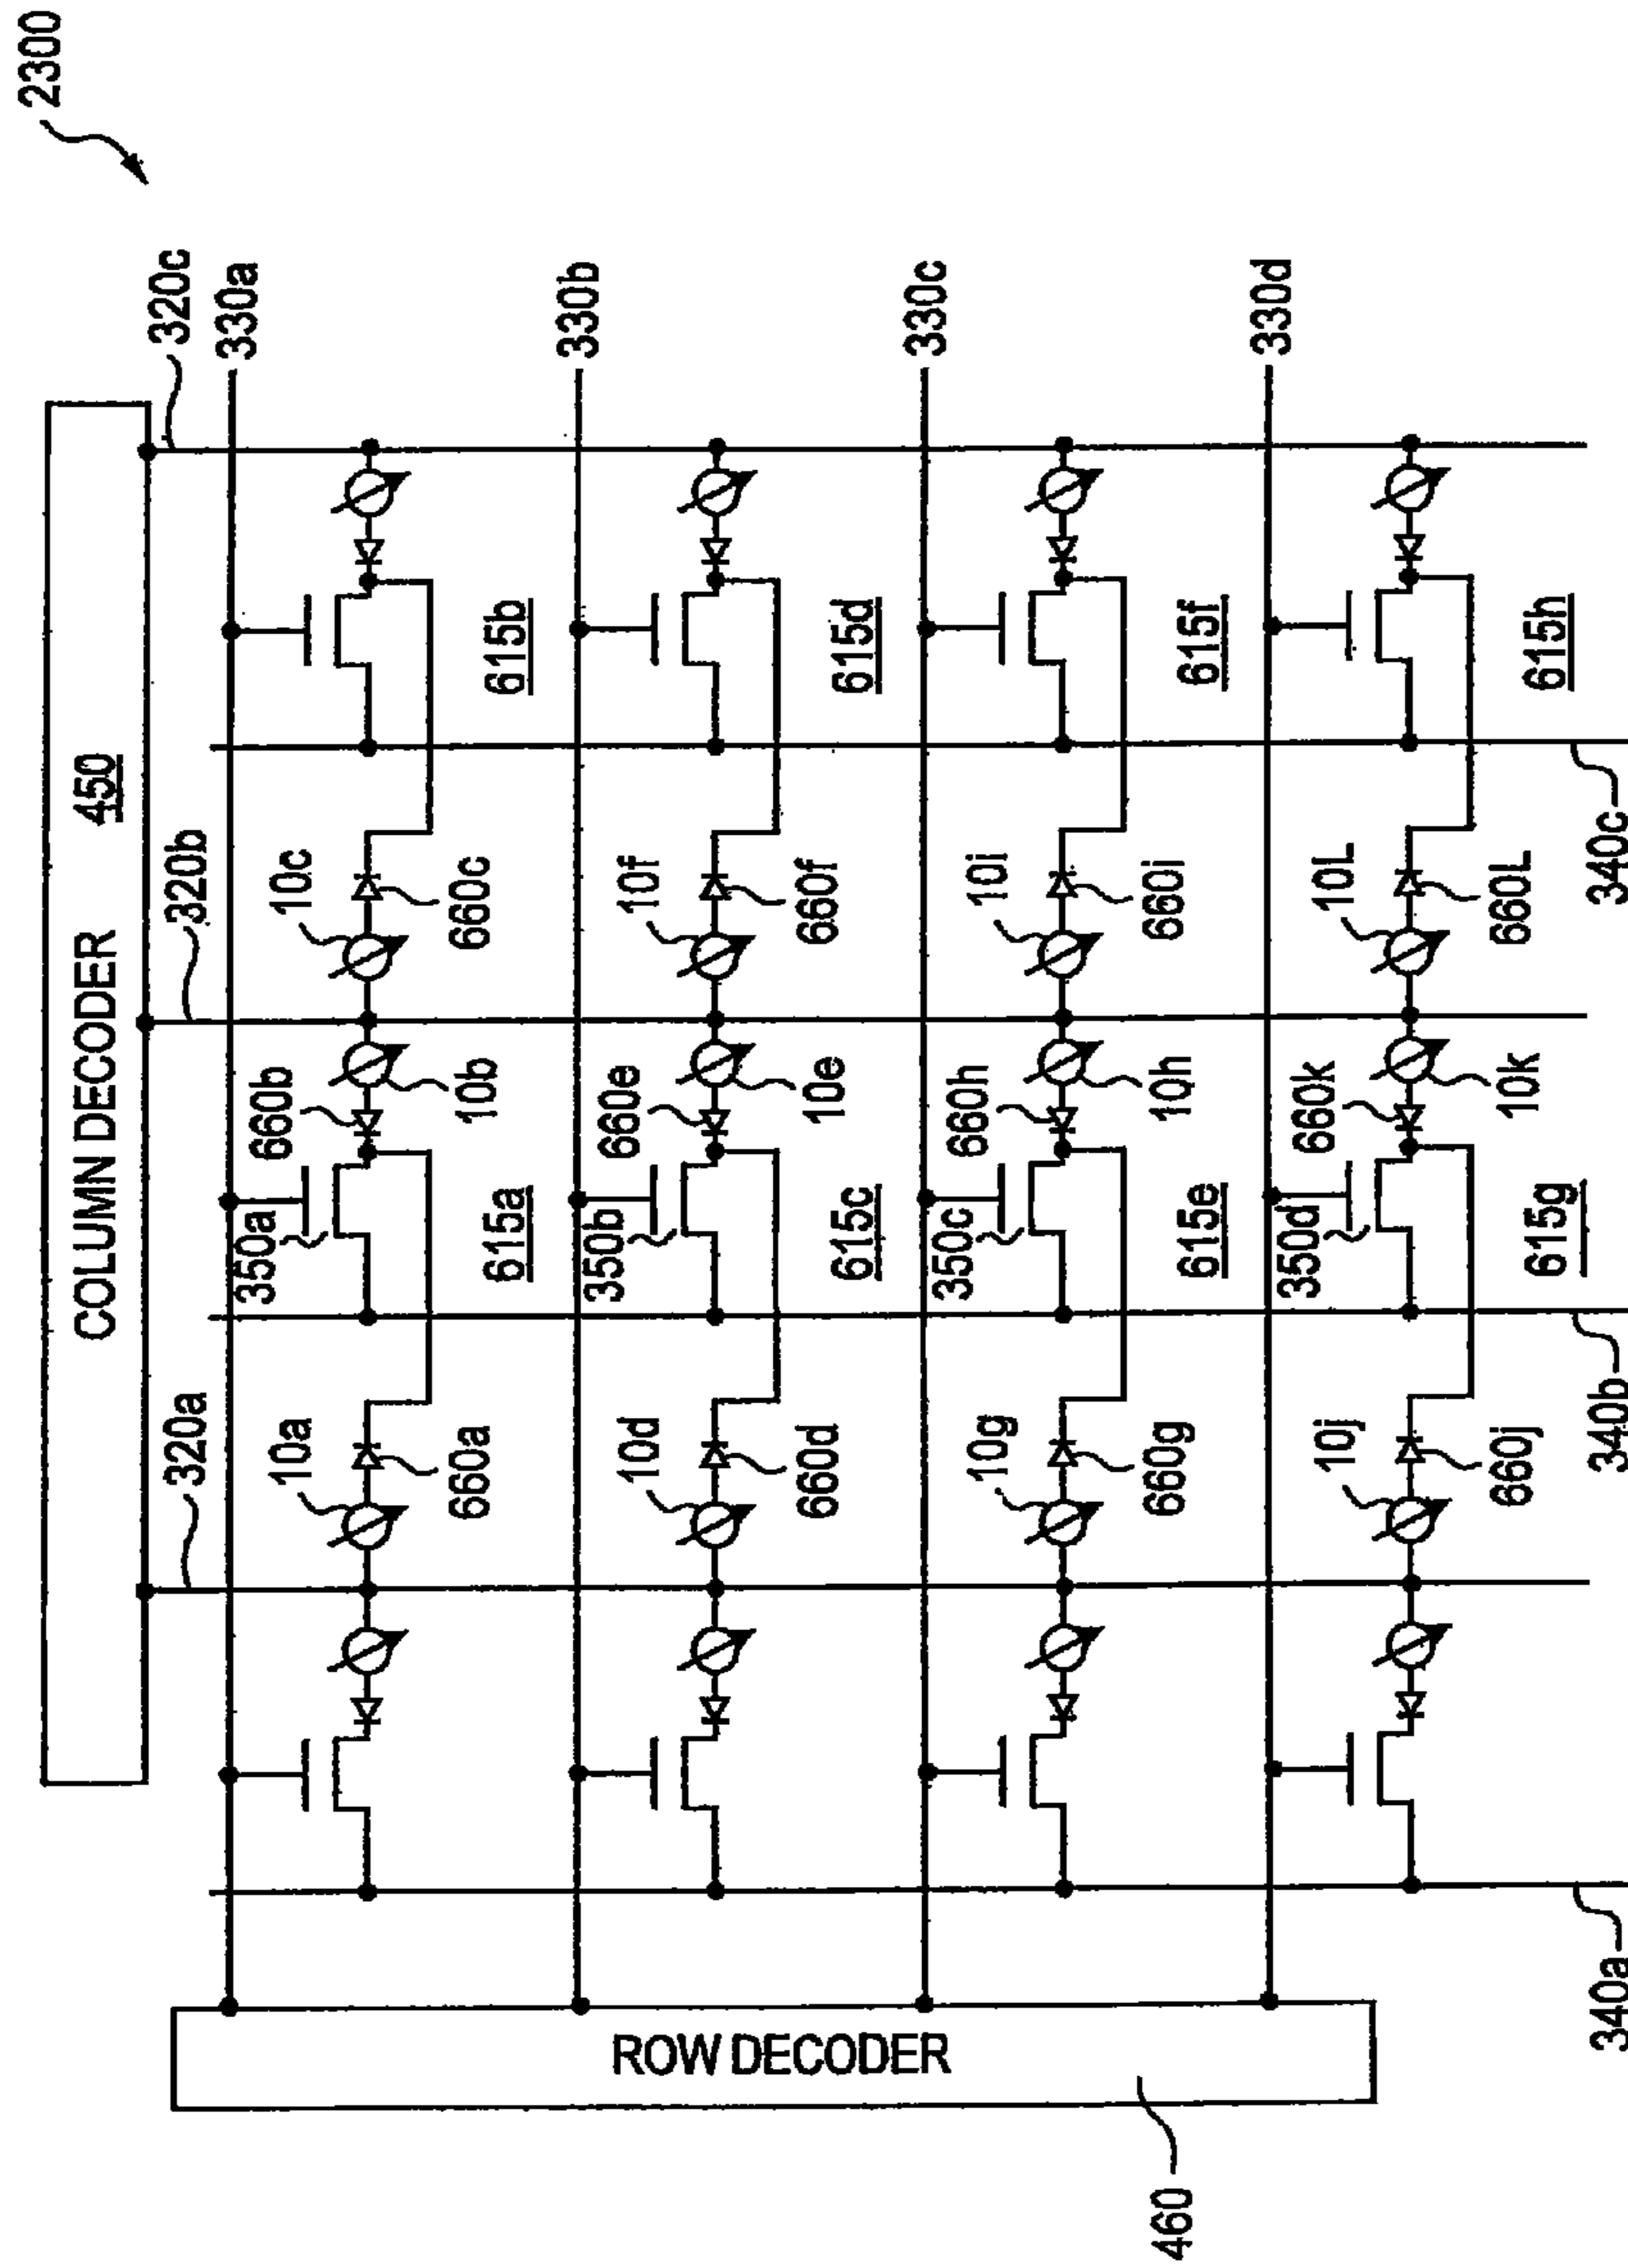 2300
COLUMN DECODER
450
320a
320b
320c
330a
10a
660b
10c
350a
10b
660a
660c
615a
615b
330b
10d
660e
10f
350b
10e
660d
660f
615c
615d
330c
10g
660h
10i
350c
10h
660g
660i
615e
615f
330d
10j
660k
10L
350d
10k
660j
660L
615g
615h
340a
340b
340c
ROW DECODER
460